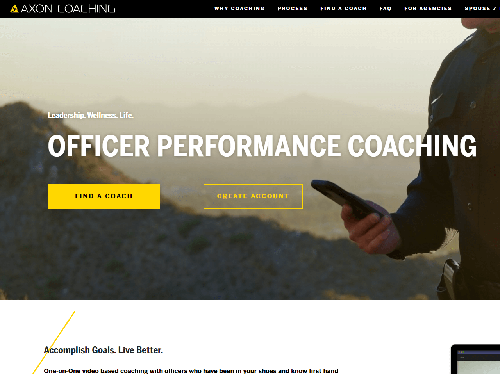 AXON COACHING
WHY COACHING PROCESS FIND A COACH FAQ FOR AGENCIES SPOUSE /
Leadership. Wellness. Life.
OFFICER PERFORMANCE COACHING
FIND A COACH CREATE ACCOUNT
Accomplish Goals. Live Better.
One-on-One video based coaching with officers who have been in your shoes and know first hand